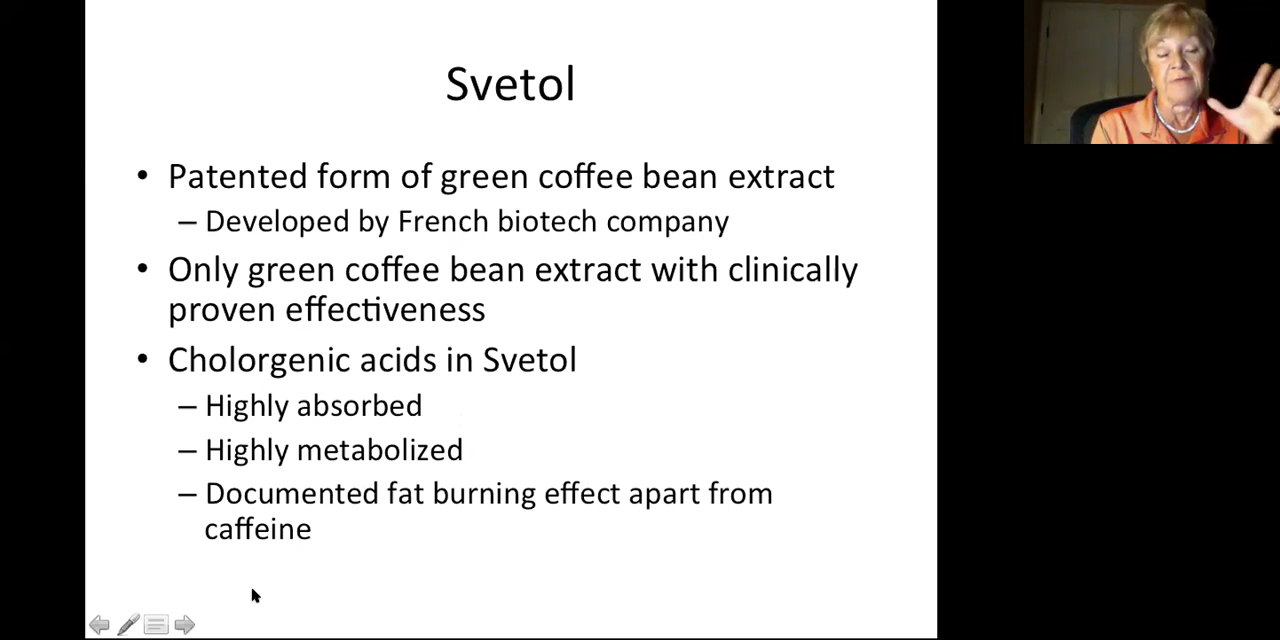 Svetol
• Patented form of green coffee bean extract
– Developed by French biotech company
• Only green coffee bean extract with clinically
proven effectiveness
• Cholorgenic acids in Svetol
– Highly absorbed
– Highly metabolized
– Documented fat burning effect apart from
caffeine